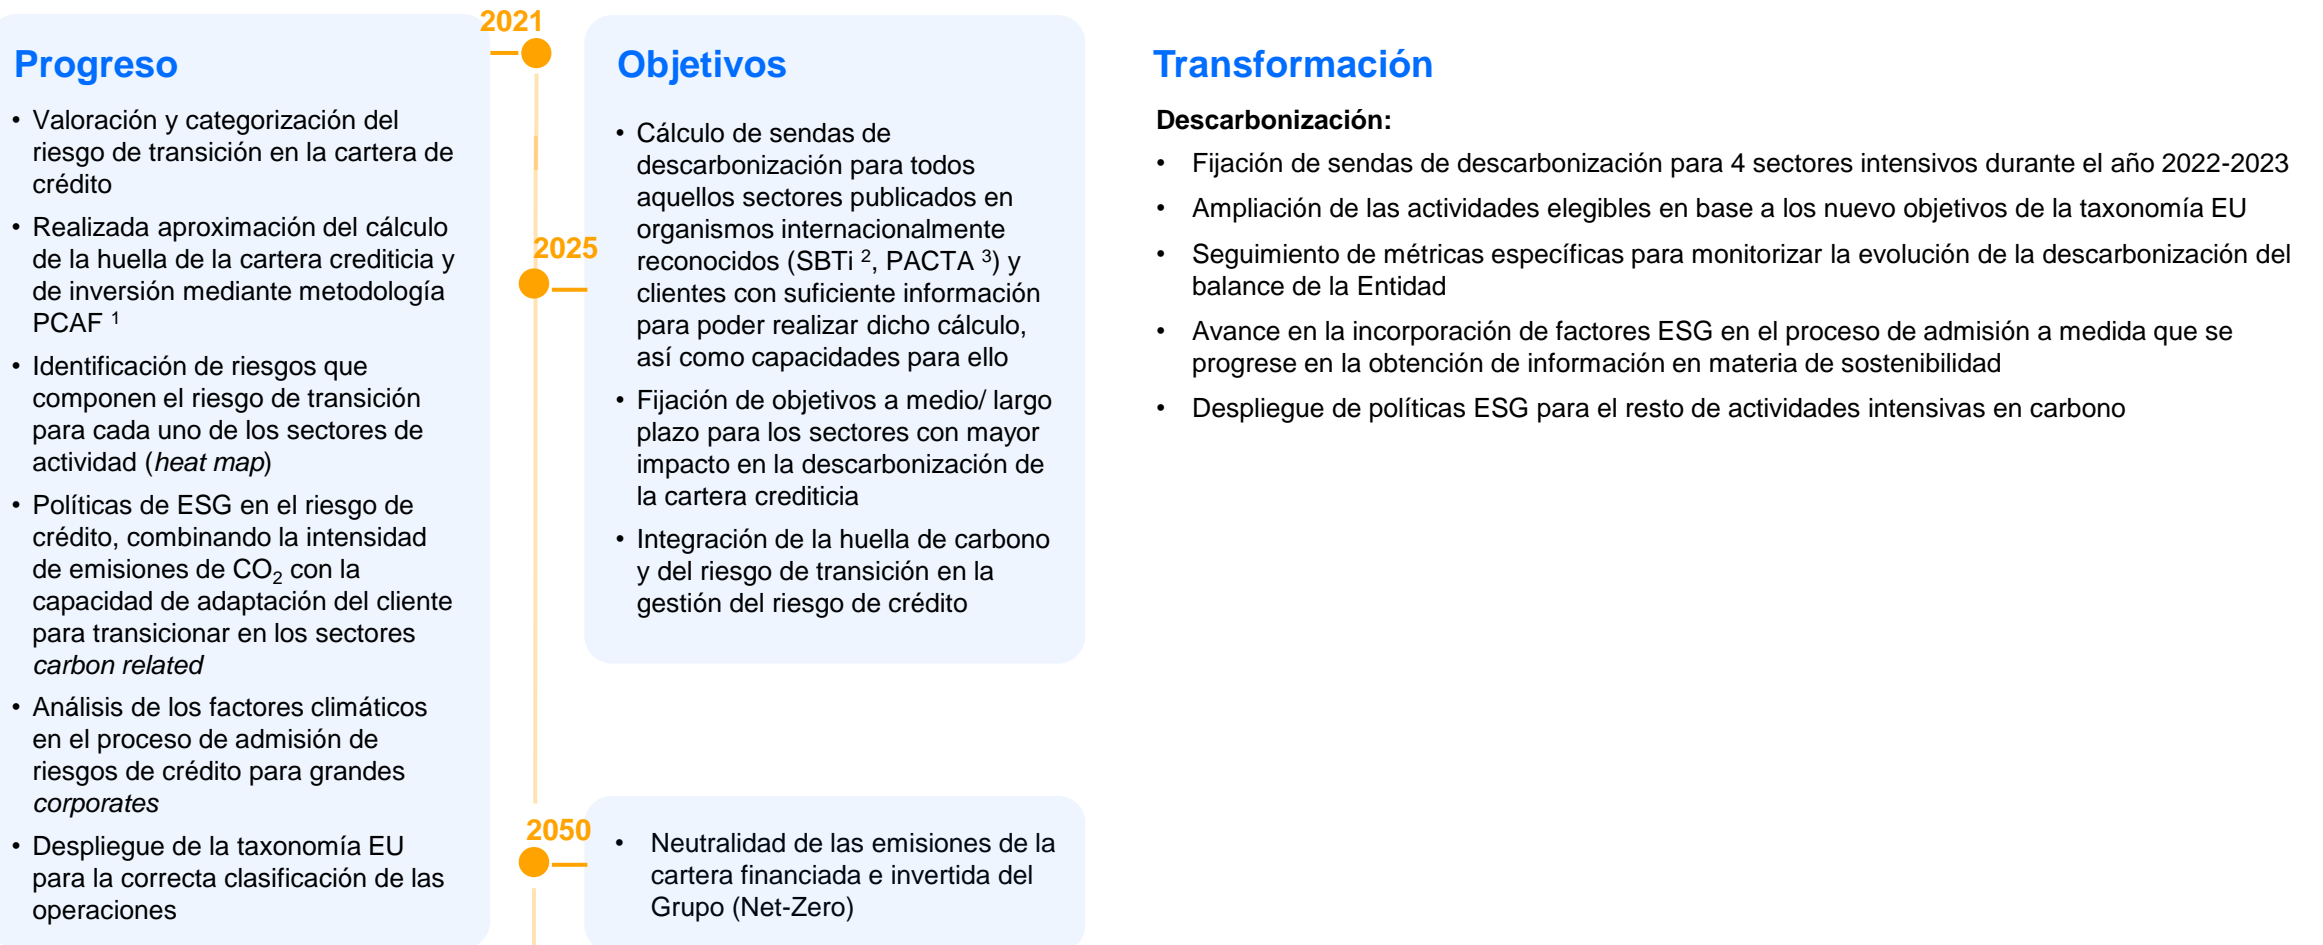 2021
Progreso
• Valoración y categorización del
riesgo de transición en la cartera de
crédito
• Realizada aproximación del cálculo
de la huella de la cartera crediticia y
de inversión mediante metodología
PCAF ¹
• Identificación de riesgos que
componen el riesgo de transición
para cada uno de los sectores de
actividad (heat map)
• Políticas de ESG en el riesgo de
crédito, combinando la intensidad
de emisiones de CO₂ con la
capacidad de adaptación del cliente
para transicionar en los sectores
carbon related
• Análisis de los factores climáticos
en el proceso de admisión de
riesgos de crédito para grandes
corporates
• Despliegue de la taxonomía EU
para la correcta clasificación de las
operaciones
2025
Objetivos
• Cálculo de sendas de
descarbonización para todos
aquellos sectores publicados en
organismos internacionalmente
reconocidos (SBTi ², PACTA ³) y
clientes con suficiente información
para poder realizar dicho cálculo,
así como capacidades para ello
• Fijación de objetivos a medio/ largo
plazo para los sectores con mayor
impacto en la descarbonización de
la cartera crediticia
• Integración de la huella de carbono
y del riesgo de transición en la
gestión del riesgo de crédito
2050
• Neutralidad de las emisiones de la
cartera financiada e invertida del
Grupo (Net-Zero)
Transformación
Descarbonización:
• Fijación de sendas de descarbonización para 4 sectores intensivos durante el año 2022-2023
• Ampliación de las actividades elegibles en base a los nuevo objetivos de la taxonomía EU
• Seguimiento de métricas específicas para monitorizar la evolución de la descarbonización del
balance de la Entidad
• Avance en la incorporación de factores ESG en el proceso de admisión a medida que se
progrese en la obtención de información en materia de sostenibilidad
• Despliegue de políticas ESG para el resto de actividades intensivas en carbono